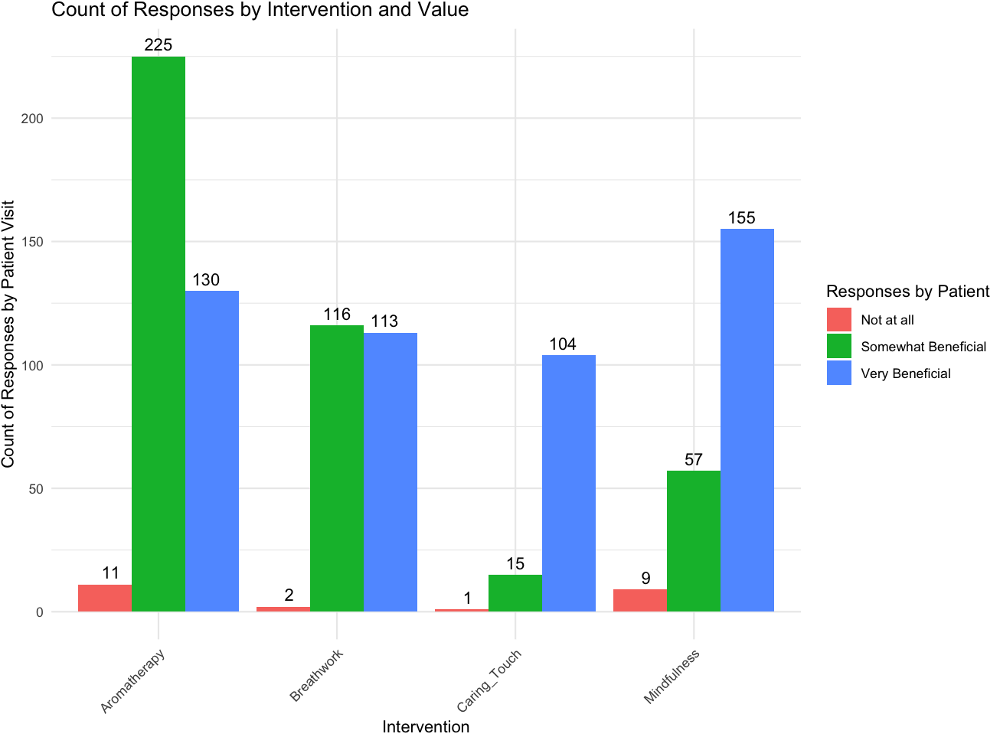 Count of Responses by Intervention and Value
Count of Responses by Patient Visit
200
150
100
50
0
225
130
11
116
113
2
104
15
1
155
57
9
Aromatherapy
Breathwork
Caring_Touch
Mindfulness
Intervention
Responses by Patient
Not at all
Somewhat Beneficial
Very Beneficial